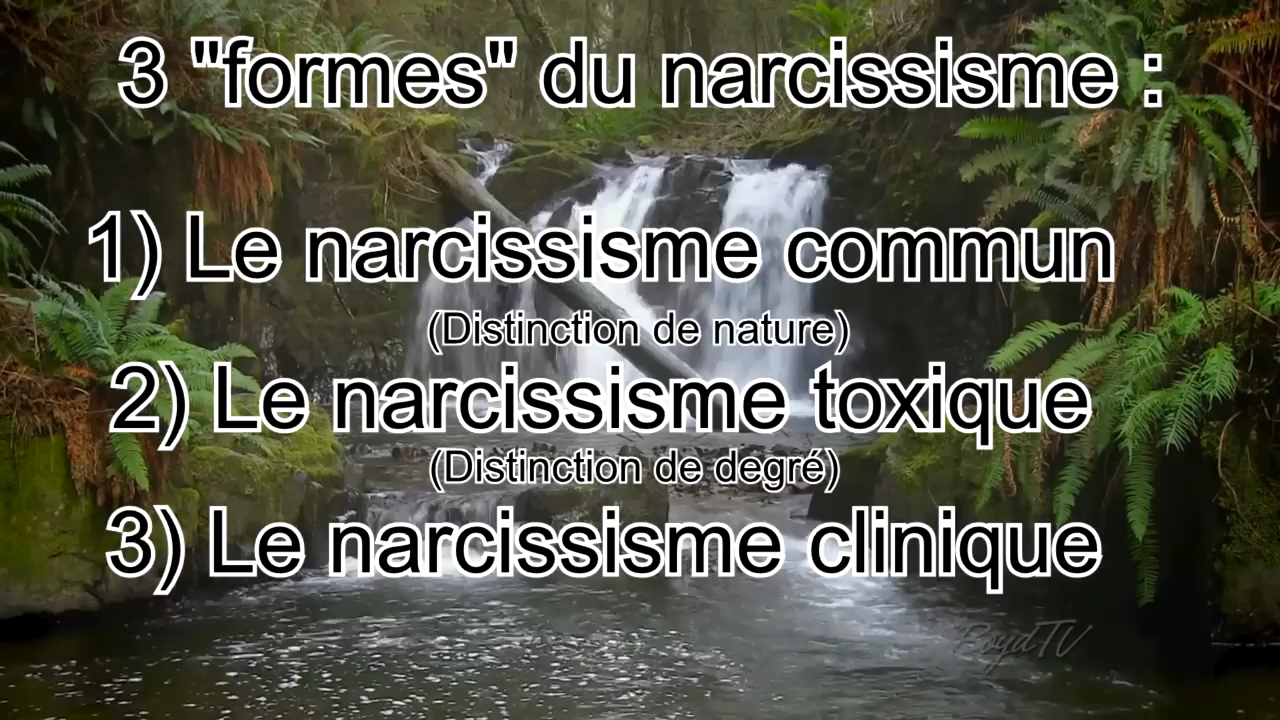 3 "formes" du narcissisme :
1) Le narcissisme commun
(Distinction de nature)
2) Le narcissisme toxique
(Distinction de degré)
3) Le narcissisme clinique
BoydTV